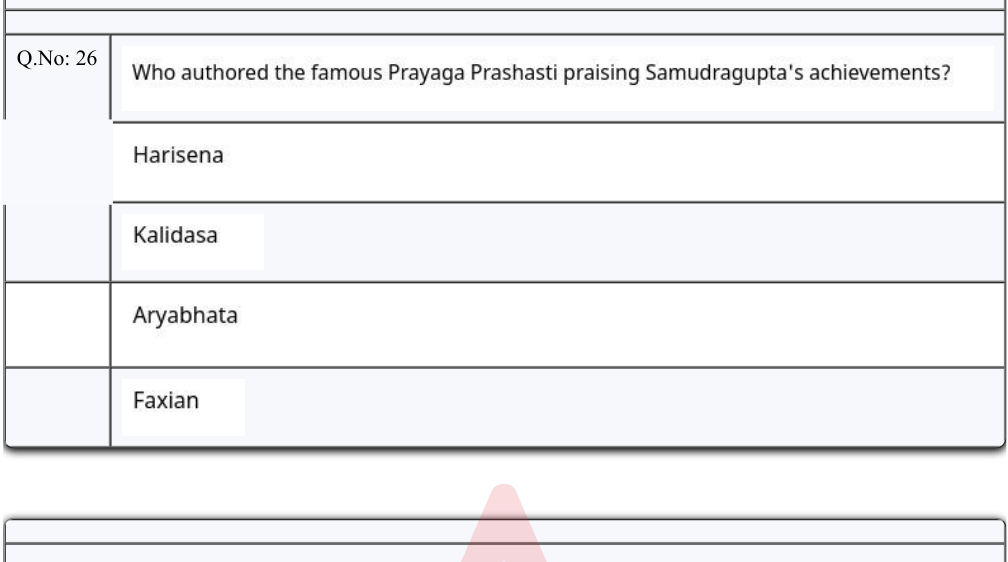 Q.No: 26
Who authored the famous Prayaga Prashasti praising Samudragupta's achievements?
Harisena
Kalidasa
Aryabhata
Faxian